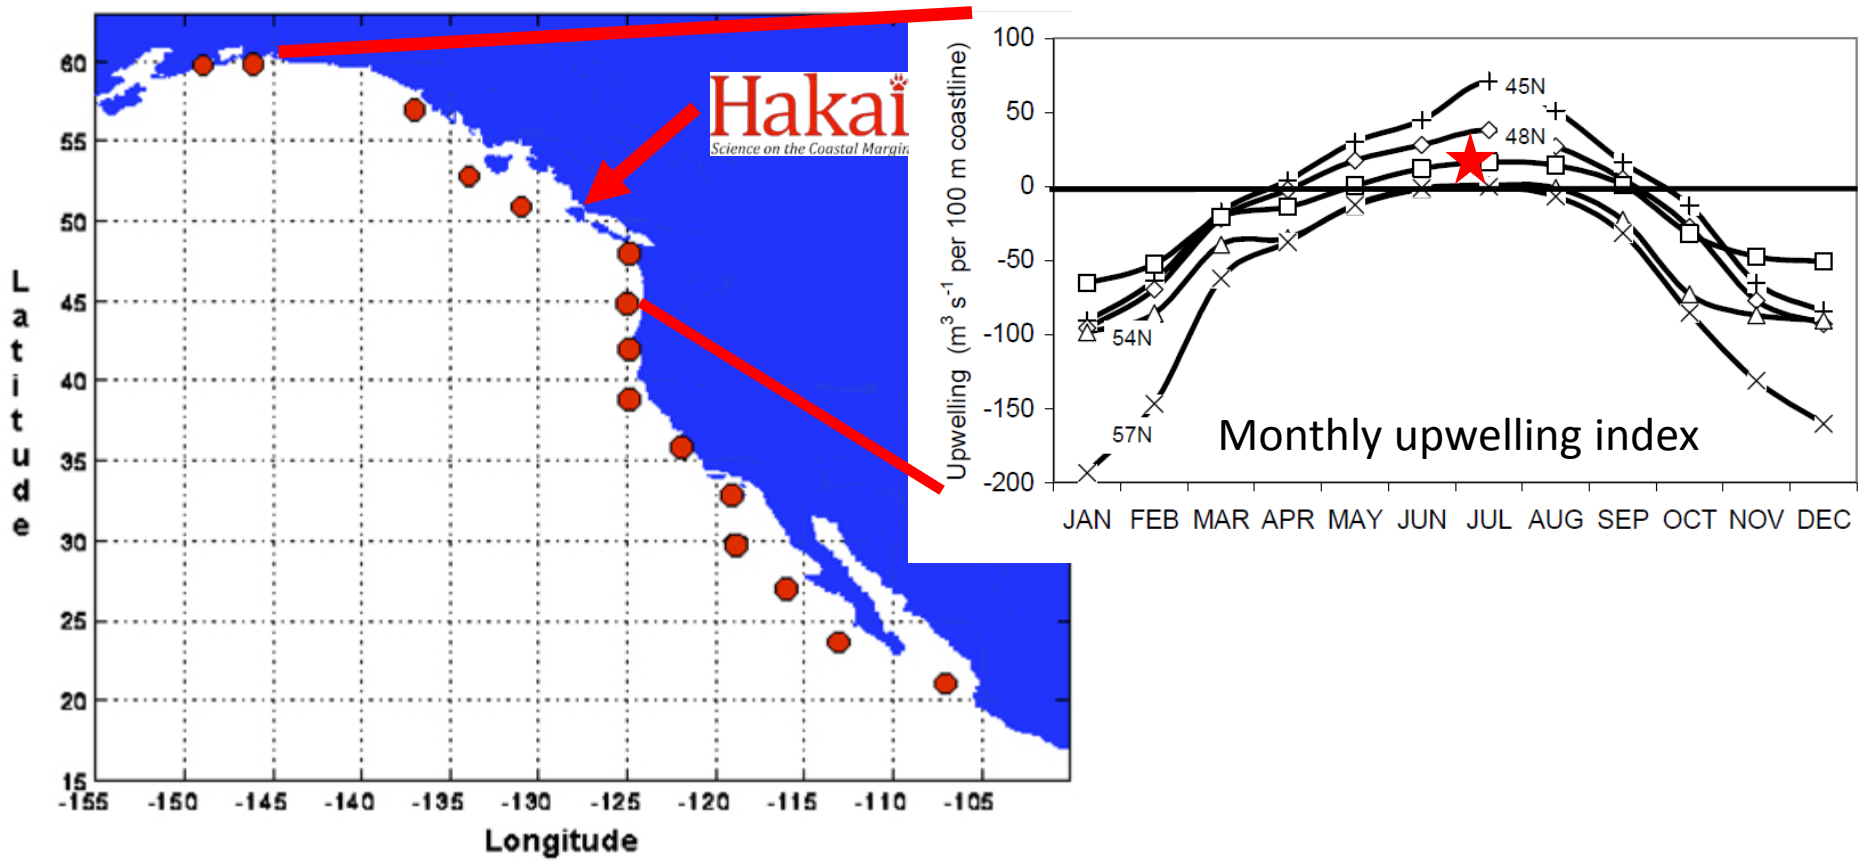 60
55
50
45
40
35
30
25
20
15
-155 -150 -145 -140 -135 -130 -125 -120 -115 -110 -105
Longitude
Latitude
Hakai
Science on the Coastal Margin
Upwelling (m³ s⁻¹ per 100 m coastline)
100
50
0
-50
-100
-150
-200
45N
48N
54N
57N
Monthly upwelling index
JAN FEB MAR APR MAY JUN JUL AUG SEP OCT NOV DEC